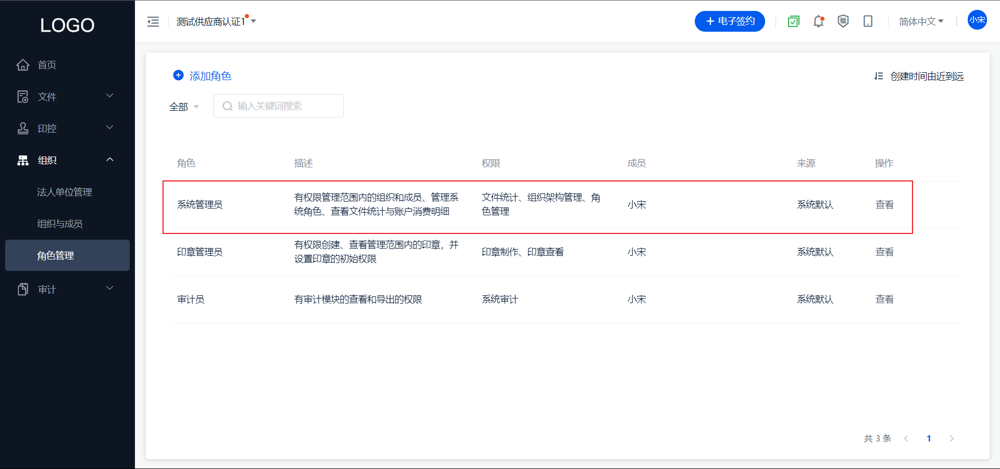 LOGO
首页
文件
印控
组织
法人单位管理
组织与成员
角色管理
审计
测试供应商认证1
+ 电子签约
验
简体中文
小宋
添加角色
创建时间由近到远
全部
输入关键词搜索
角色 描述 权限 成员 来源 操作
系统管理员 有权限管理范围内的组织和成员、管理系 文件统计、组织架构管理、角 小宋 系统默认 查看
统角色、查看文件统计与账户消费明细 色管理
印章管理员 有权限创建、查看管理范围内的印章，并 印章制作、印章查看 小宋 系统默认 查看
设置印章的初始权限
审计员 有审计模块的查看和导出的权限 系统审计 小宋 系统默认 查看
共 3 条 1